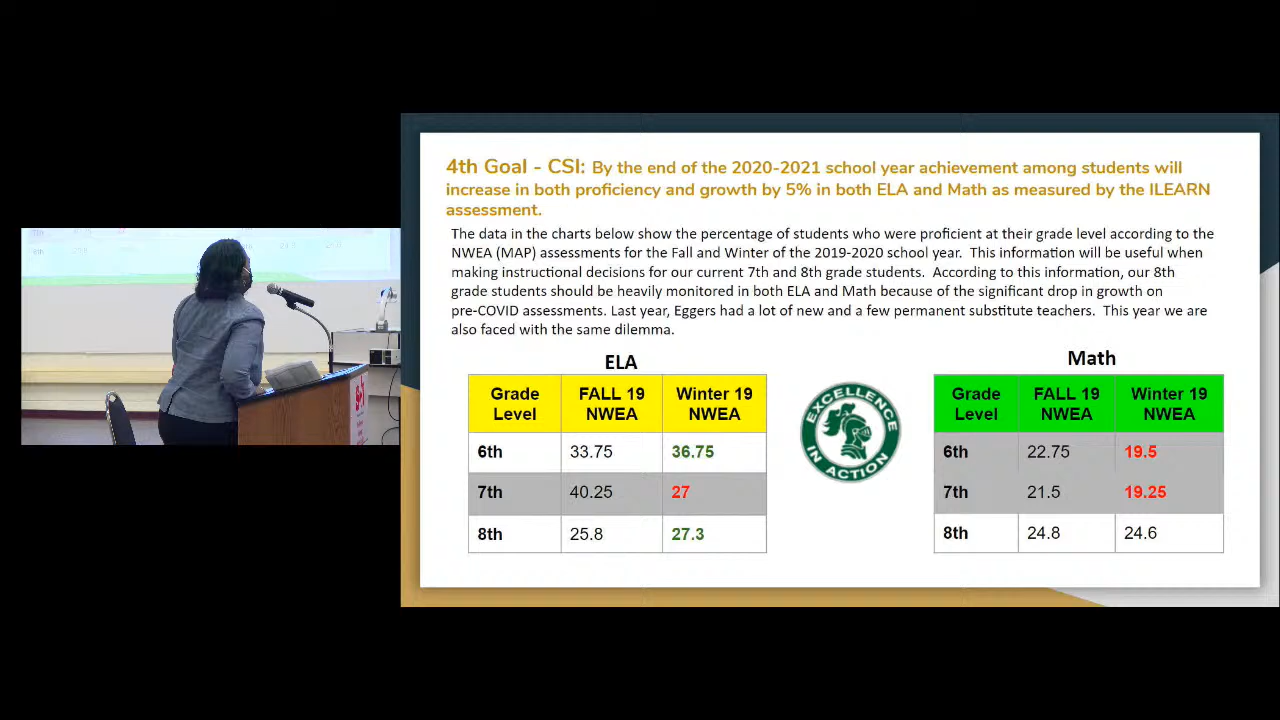 4th Goal - CSI: By the end of the 2020-2021 school year achievement among students will
increase in both proficiency and growth by 5% in both ELA and Math as measured by the ILEARN
assessment.
The data in the charts below show the percentage of students who were proficient at their grade level according to the
NWEA (MAP) assessments for the Fall and Winter of the 2019-2020 school year. This information will be useful when
making instructional decisions for our current 7th and 8th grade students. According to this information, our 8th
grade students should be heavily monitored in both ELA and Math because of the significant drop in growth on
pre-COVID assessments. Last year, Eggers had a lot of new and a few permanent substitute teachers. This year we are
also faced with the same dilemma.
ELA
Grade Level FALL 19 NWEA Winter 19 NWEA
6th 33.75 36.75
7th 40.25 27
8th 25.8 27.3
EXCELLENCE
IN ACTION
Math
Grade Level FALL 19 NWEA Winter 19 NWEA
6th 22.75 19.5
7th 21.5 19.25
8th 24.8 24.6